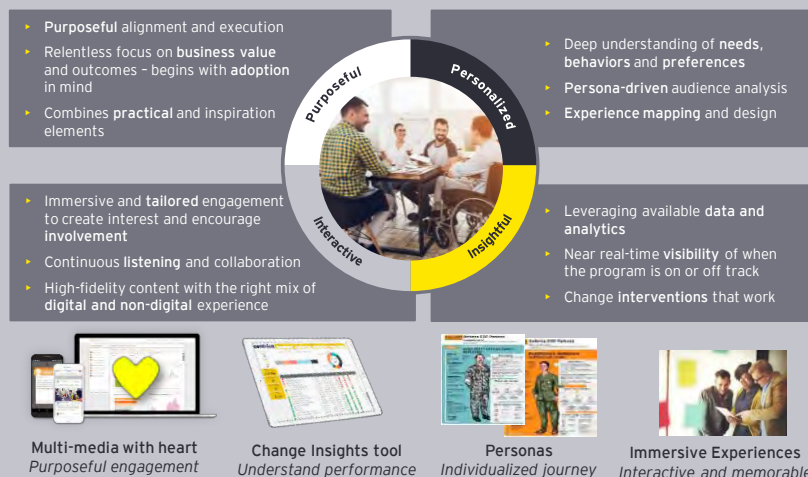 Purposeful alignment and execution
Relentless focus on business value
and outcomes – begins with adoption
in mind
Combines practical and inspiration
elements
Purposeful
Personalized
Deep understanding of needs,
behaviors and preferences
Persona-driven audience analysis
Experience mapping and design
Immersive and tailored engagement
to create interest and encourage
involvement
Continuous listening and collaboration
High-fidelity content with the right mix of
digital and non-digital experience
Interactive
Insightful
Leveraging available data and
analytics
Near real-time visibility of when
the program is on or off track
Change interventions that work
Multi-media with heart
Purposeful engagement
Change Insights tool
Understand performance
Personas
Individualized journey
Immersive Experiences
Interactive and memorable